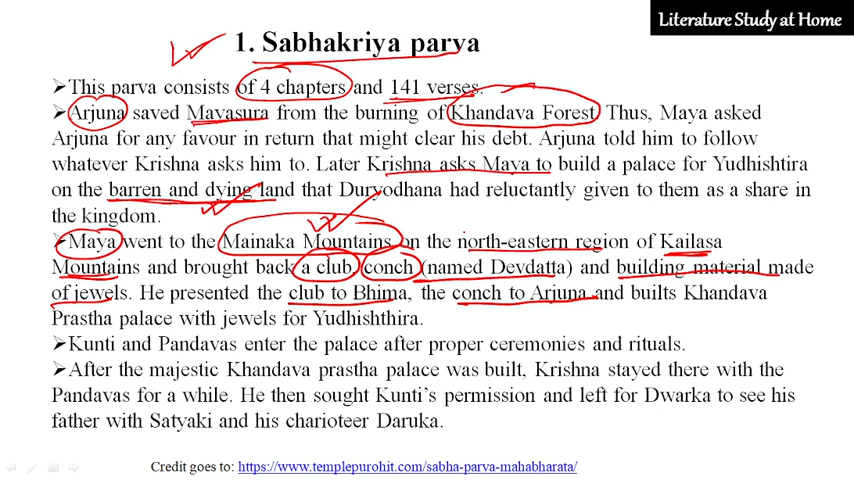 Literature Study at Home
1. Sabhakriya parva
➢This parva consists of 4 chapters and 141 verses.
➢Arjuna saved Mayasura from the burning of Khandava Forest. Thus, Maya asked
Arjuna for any favour in return that might clear his debt. Arjuna told him to follow
whatever Krishna asks him to. Later Krishna asks Maya to build a palace for Yudhishtira
on the barren and dying land that Duryodhana had reluctantly given to them as a share in
the kingdom.
➢Maya went to the Mainaka Mountains on the north-eastern region of Kailasa
Mountains and brought back a club, conch (named Devdatta) and building material made
of jewels. He presented the club to Bhima, the conch to Arjuna and builts Khandava
Prastha palace with jewels for Yudhishthira.
➢Kunti and Pandavas enter the palace after proper ceremonies and rituals.
➢After the majestic Khandava prastha palace was built, Krishna stayed there with the
Pandavas for a while. He then sought Kunti's permission and left for Dwarka to see his
father with Satyaki and his charioteer Daruka.
Credit goes to: https://www.templepurohit.com/sabha-parva-mahabharata/